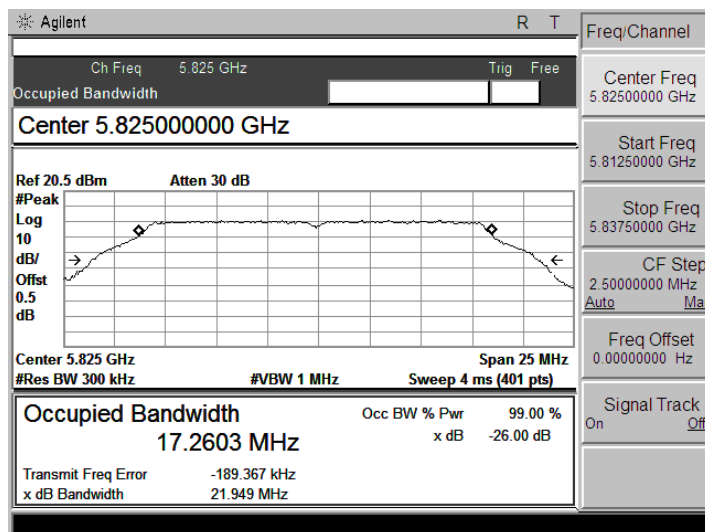 Agilent R T
Freq/Channel
Ch Freq 5.825 GHz Trig Free
Occupied Bandwidth
Center 5.825000000 GHz
Ref 20.5 dBm Atten 30 dB
#Peak
Log
10
dB/
Offst
0.5
dB
Center 5.825 GHz Span 25 MHz
#Res BW 300 kHz #VBW 1 MHz Sweep 4 ms (401 pts)
Occupied Bandwidth Occ BW % Pwr 99.00 %
17.2603 MHz x dB -26.00 dB
Transmit Freq Error -189.367 kHz
x dB Bandwidth 21.949 MHz
Center Freq
5.82500000 GHz
Start Freq
5.81250000 GHz
Stop Freq
5.83750000 GHz
CF Step
2.50000000 MHz
Auto Ma
Freq Offset
0.00000000 Hz
Signal Track
On Off